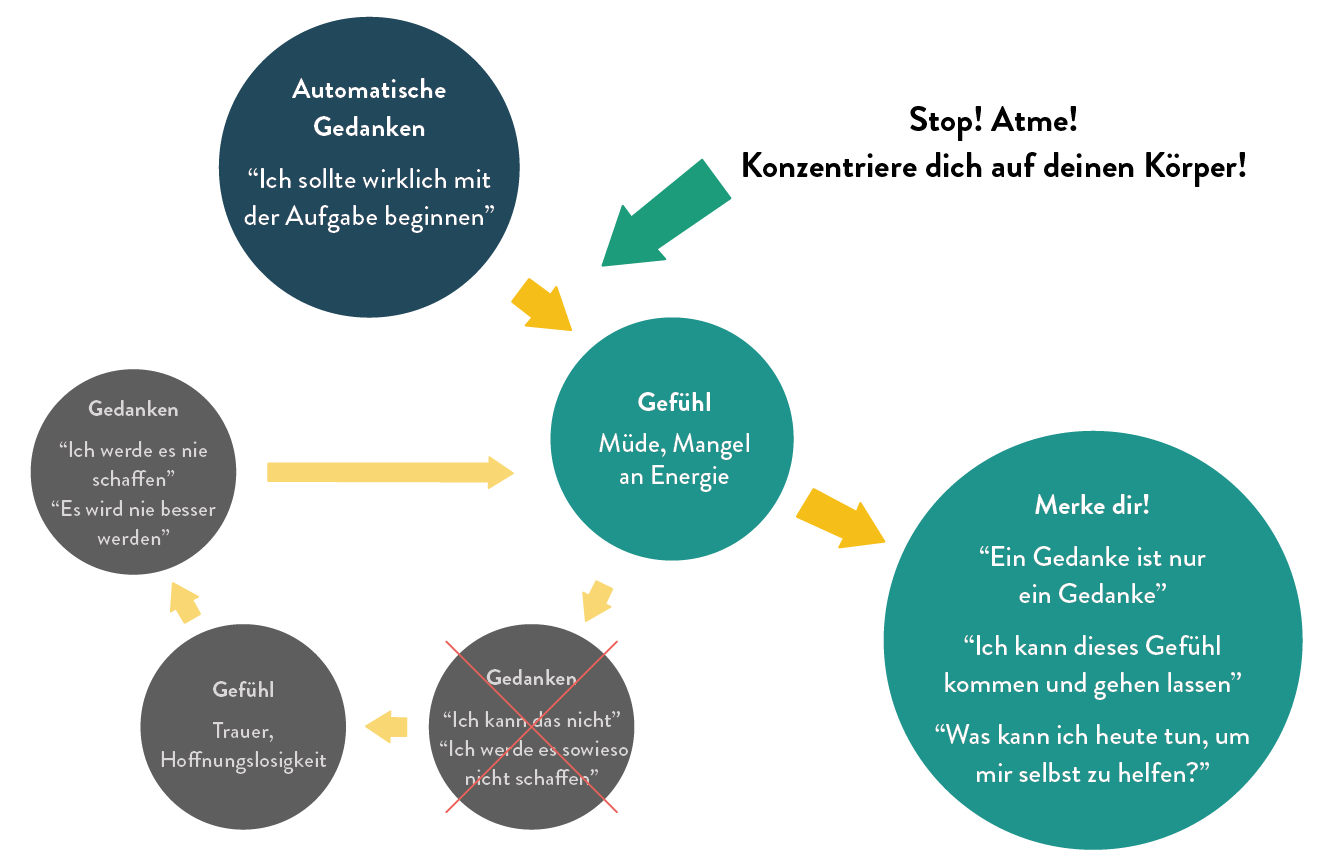 Automatische
Gedanken
“Ich sollte wirklich mit
der Aufgabe beginnen”
Stop! Atme!
Konzentriere dich auf deinen Körper!
Gefühl
Müde, Mangel
an Energie
Merke dir!
“Ein Gedanke ist nur
ein Gedanke”
“Ich kann dieses Gefühl
kommen und gehen lassen”
“Was kann ich heute tun, um
mir selbst zu helfen?”
Gedanken
“Ich kann das nicht”
“Ich werde es sowieso
nicht schaffen”
Gefühl
Trauer,
Hoffnungslosigkeit
Gedanken
“Ich werde es nie
schaffen”
“Es wird nie besser
werden”